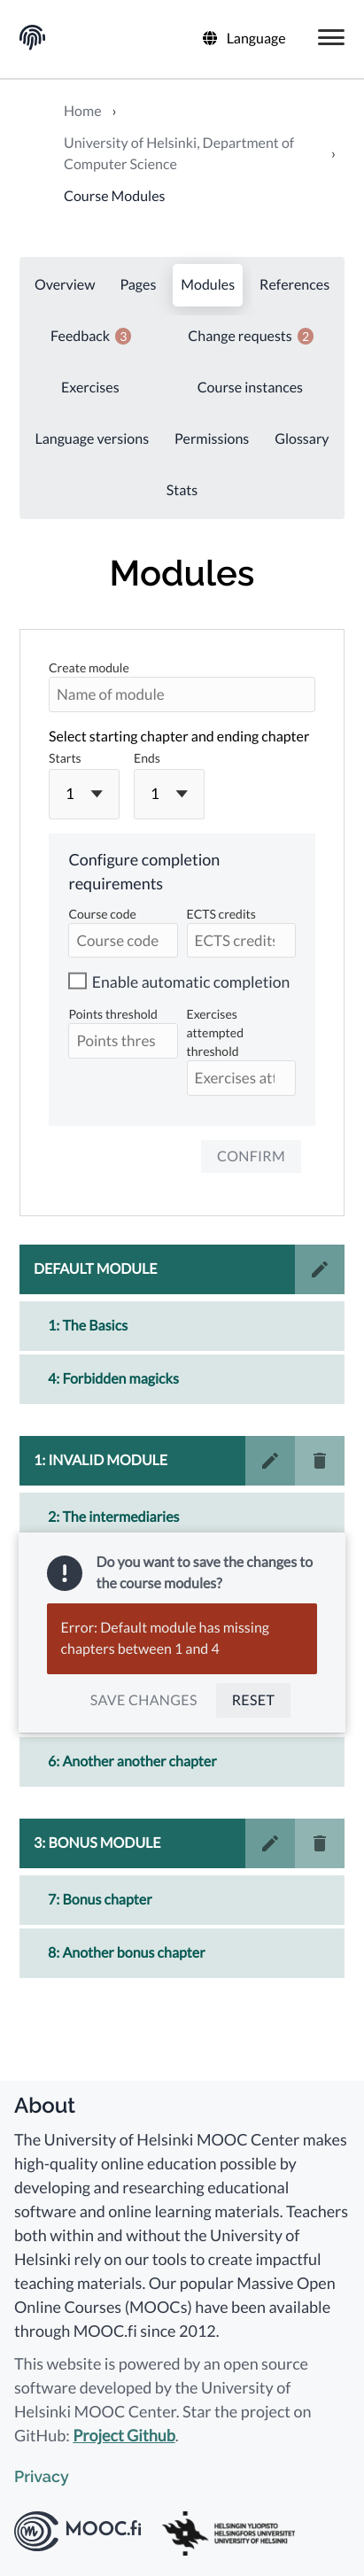 Language
Home ›
University of Helsinki, Department of
Computer Science ›
Course Modules
Overview Pages Modules References
Feedback 3 Change requests 2
Exercises Course instances
Language versions Permissions Glossary
Stats
Modules
Create module
Name of module
Select starting chapter and ending chapter
Starts Ends
1 1
Configure completion
requirements
Course code ECTS credits
Course code ECTS credits
Enable automatic completion
Points threshold Exercises
attempted
threshold
Points thres Exercises att
CONFIRM
DEFAULT MODULE
1: The Basics
4: Forbidden magicks
1: INVALID MODULE
2: The intermediaries
Do you want to save the changes to
the course modules?
Error: Default module has missing
chapters between 1 and 4
SAVE CHANGES RESET
6: Another another chapter
3: BONUS MODULE
7: Bonus chapter
8: Another bonus chapter
About
The University of Helsinki MOOC Center makes
high-quality online education possible by
developing and researching educational
software and online learning materials. Teachers
both within and without the University of
Helsinki rely on our tools to create impactful
teaching materials. Our popular Massive Open
Online Courses (MOOCs) have been available
through MOOC.fi since 2012.
This website is powered by an open source
software developed by the University of
Helsinki MOOC Center. Star the project on
GitHub: Project Github.
Privacy
MOOC.fi
HELSINGIN YLIOPISTO
HELSINGFORS UNIVERSITET
UNIVERSITY OF HELSINKI